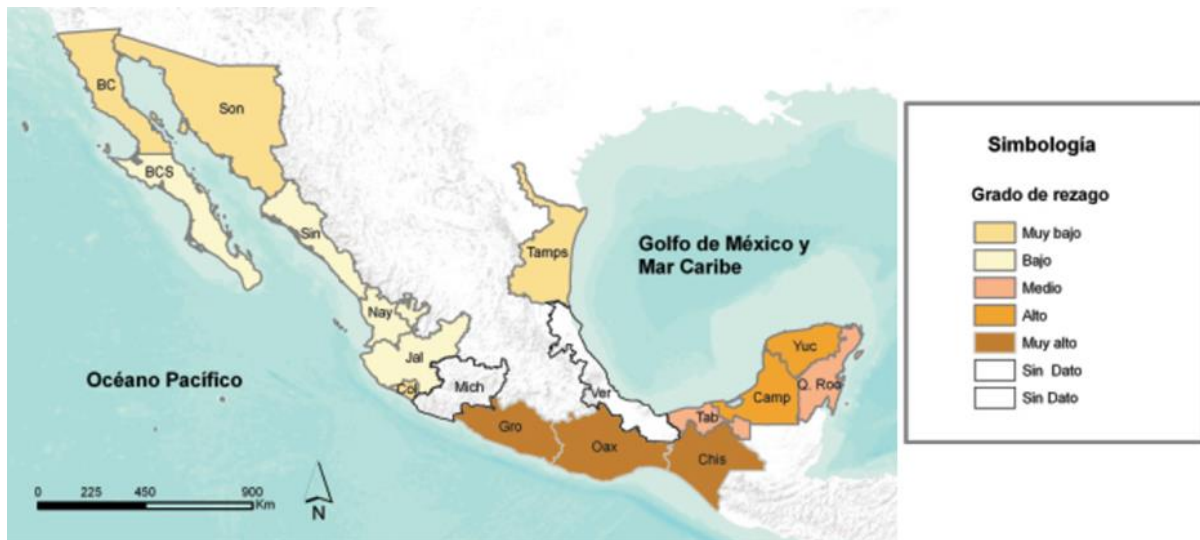 BC
Son
BCS
Sin
Tamps
Golfo de México y
Mar Caribe
Nay
Jal
Col
Mich
Océano Pacífico
Ver
Yuc
Camp
Q. Roo
Tab
Gro
Oax
Chis
0 225 450 900
Km
N
Simbología
Grado de rezago
Muy bajo
Bajo
Medio
Alto
Muy alto
Sin Dato
Sin Dato